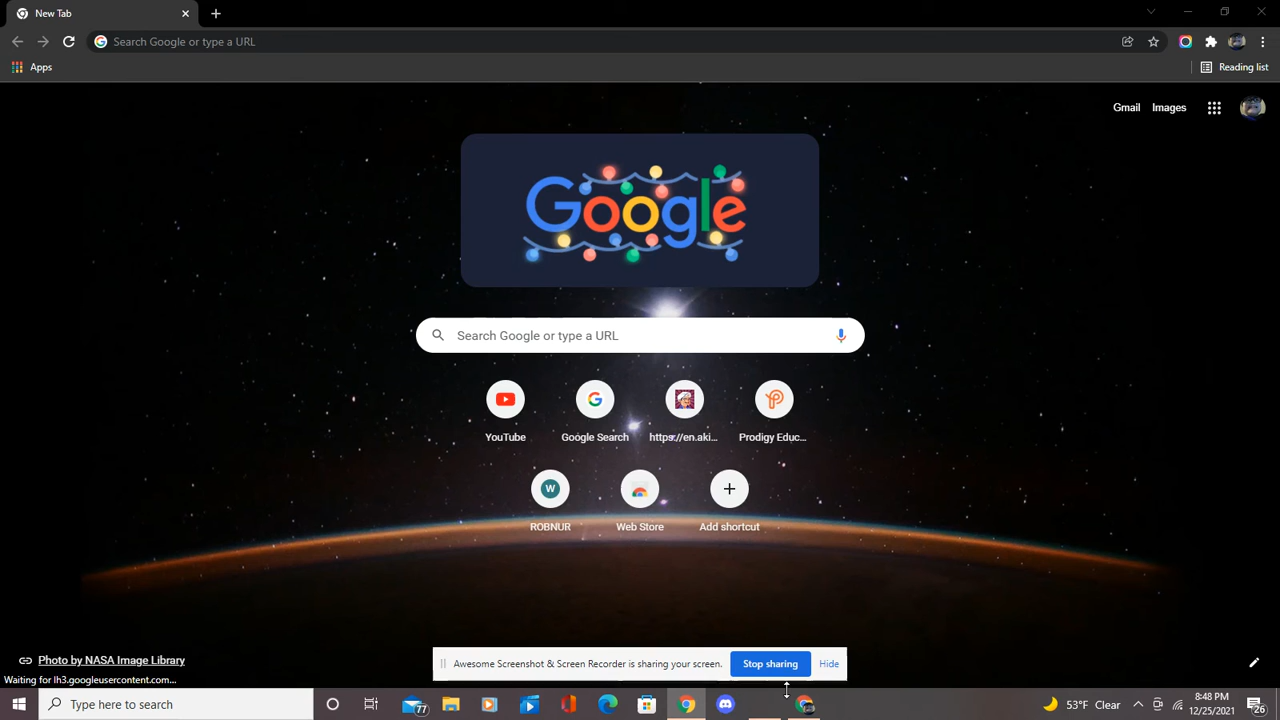 New Tab
Search Google or type a URL
Apps
Reading list
Gmail
Images
Google
Search Google or type a URL
YouTube
Google Search
https://en.aki...
Prodigy Educ...
W
ROBNUR
Web Store
Add shortcut
Photo by NASA Image Library
Waiting for lh3.googleusercontent.com...
Awesome Screenshot & Screen Recorder is sharing your screen.
Stop sharing
Hide
Type here to search
77
53°F Clear
8:48 PM
12/25/2021
26